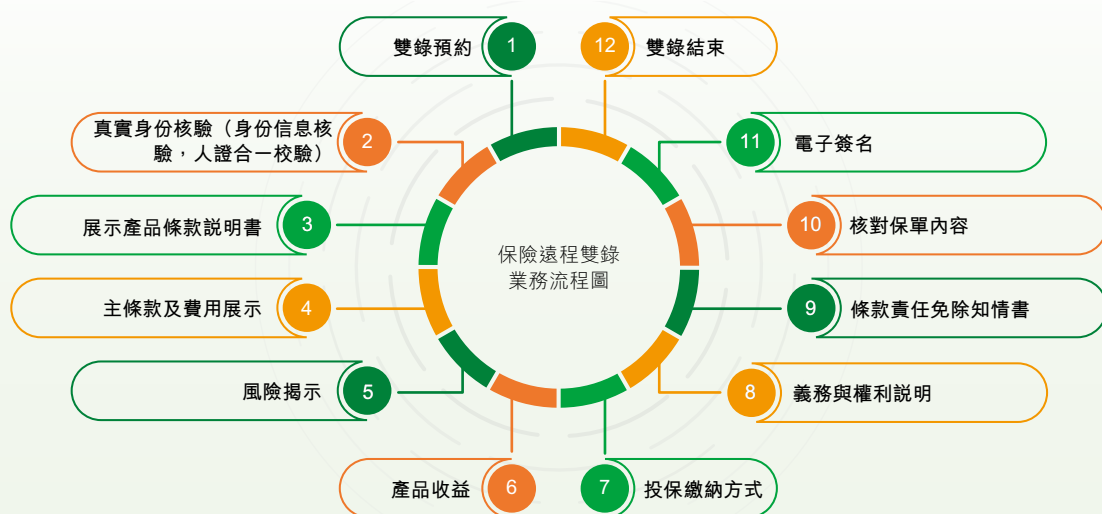 1
雙錄預約
2
真實身份核驗（身份信息核
驗，人證合一校驗）
3
展示產品條款說明書
4
主條款及費用展示
5
風險揭示
6
產品收益
7
投保繳納方式
8
義務與權利說明
9
條款責任免除知情書
10
核對保單內容
11
電子簽名
12
雙錄結束
保險遠程雙錄
業務流程圖